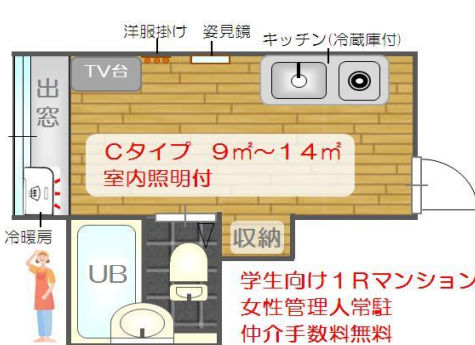 洋服掛け 姿見鏡 キッチン(冷蔵庫付)
TV台
出窓
Cタイプ 9㎡～14㎡
室内照明付
冷暖房
収納
UB
学生向け1Rマンション
女性管理人常駐
仲介手数料無料